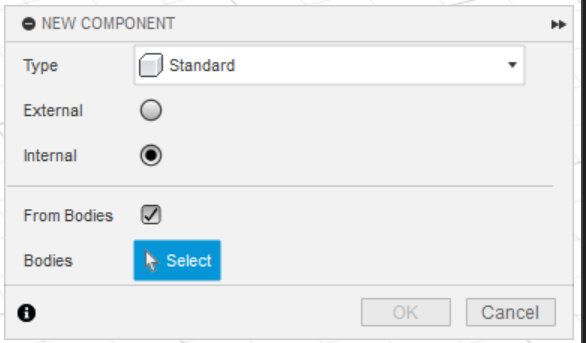 NEW COMPONENT
Type Standard
External
Internal
From Bodies
Bodies Select
OK Cancel